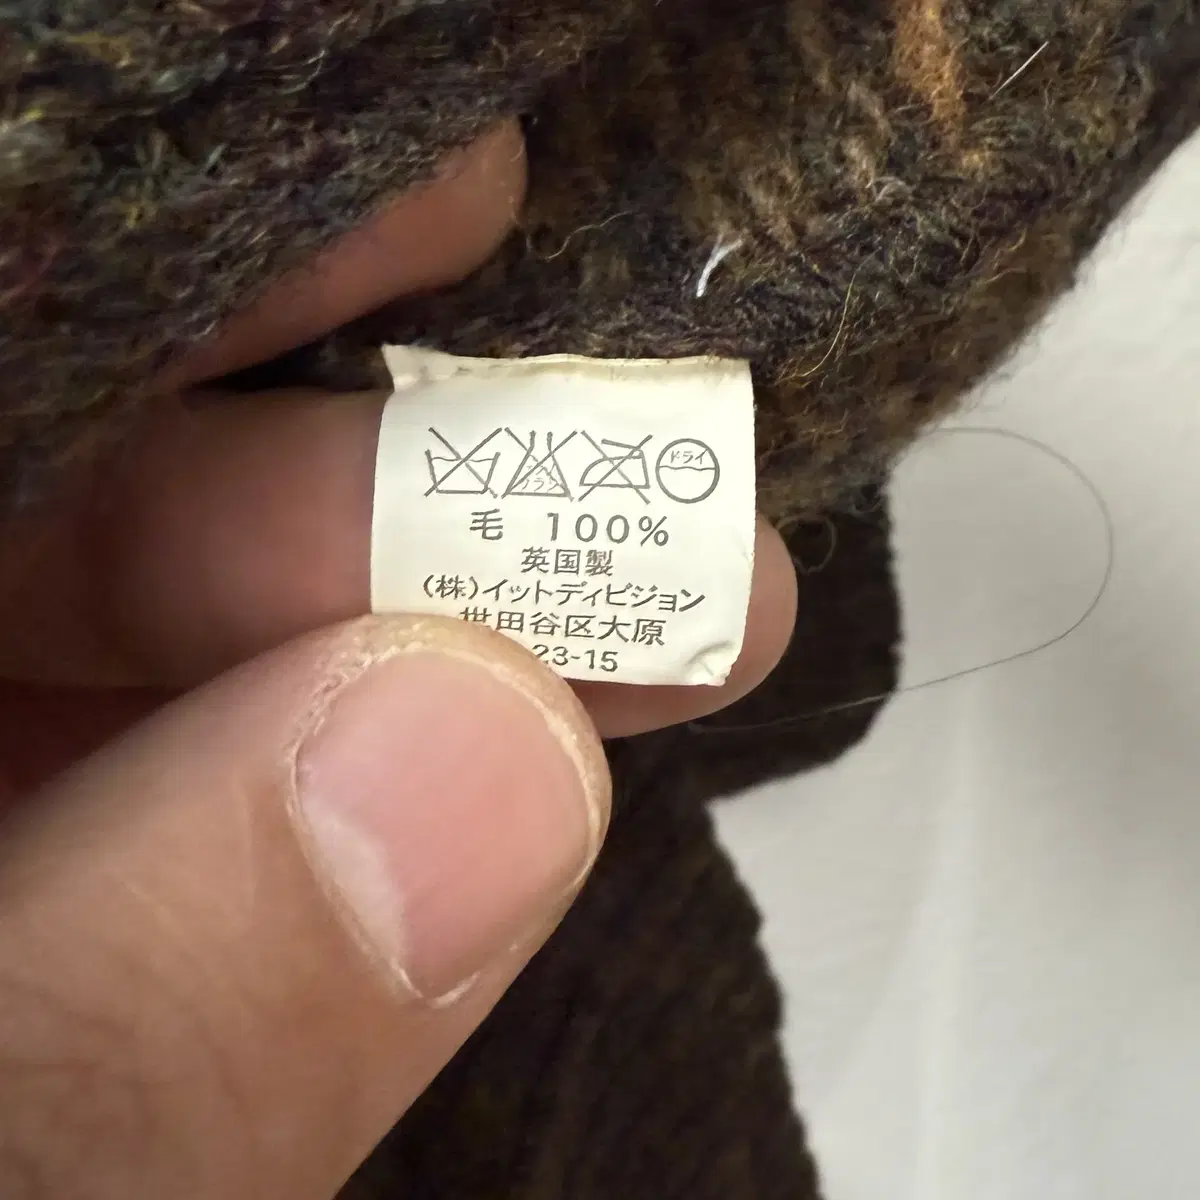 ドライ
毛 100%
英国製
(株)イットディビジョン
世田谷区大原
23-15